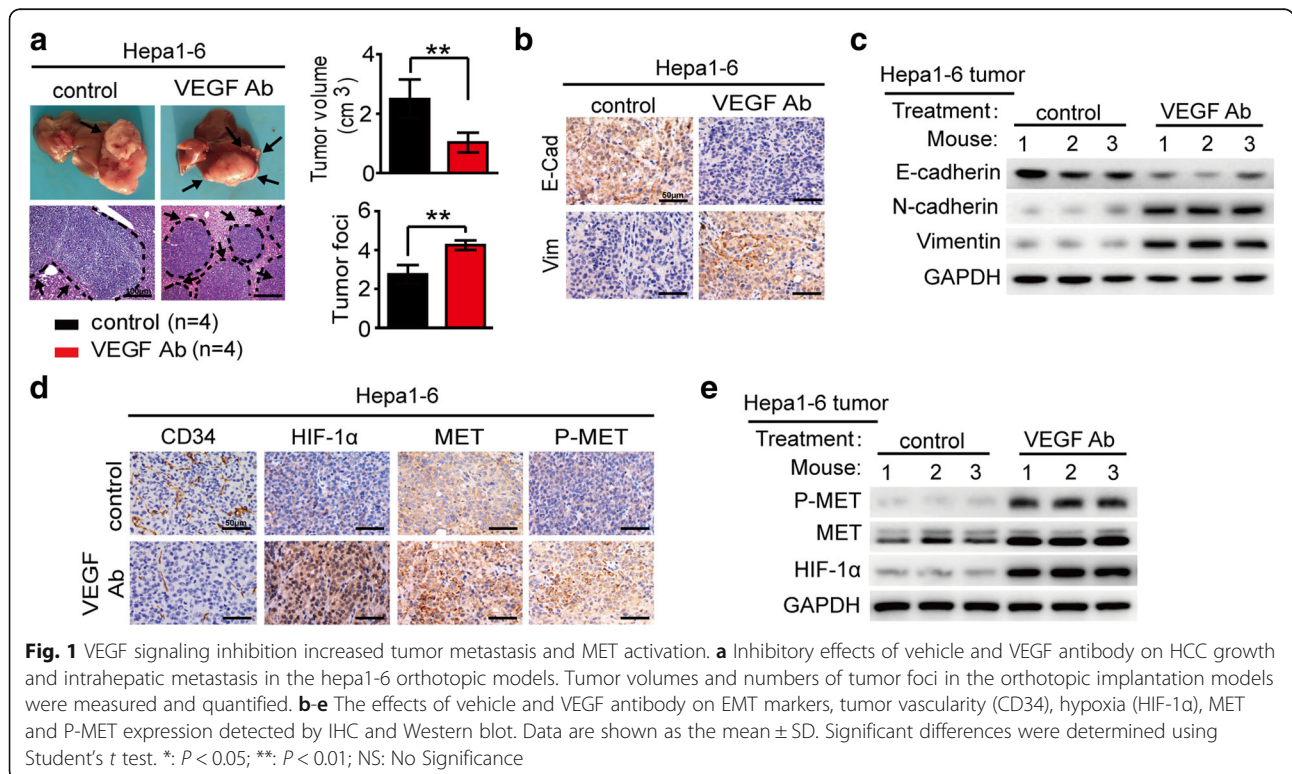 a
Hepa1-6
control VEGF Ab
100μm
control (n=4)
VEGF Ab (n=4)
Tumor volume
(cm 3)
4
2
0
**
Tumor foci
6
4
2
0
**
b
Hepa1-6
control VEGF Ab
E-Cad
50μm
Vim
c
Hepa1-6 tumor
Treatment: control VEGF Ab
Mouse: 1 2 3 1 2 3
E-cadherin
N-cadherin
Vimentin
GAPDH
d
Hepa1-6
CD34 HIF-1α MET P-MET
control
50μm
VEGF
Ab
e
Hepa1-6 tumor
Treatment: control VEGF Ab
Mouse: 1 2 3 1 2 3
P-MET
MET
HIF-1α
GAPDH
Fig. 1 VEGF signaling inhibition increased tumor metastasis and MET activation. a Inhibitory effects of vehicle and VEGF antibody on HCC growth
and intrahepatic metastasis in the hepa1-6 orthotopic models. Tumor volumes and numbers of tumor foci in the orthotopic implantation models
were measured and quantified. b-e The effects of vehicle and VEGF antibody on EMT markers, tumor vascularity (CD34), hypoxia (HIF-1α), MET
and P-MET expression detected by IHC and Western blot. Data are shown as the mean ± SD. Significant differences were determined using
Student's t test. *: P < 0.05; **: P < 0.01; NS: No Significance